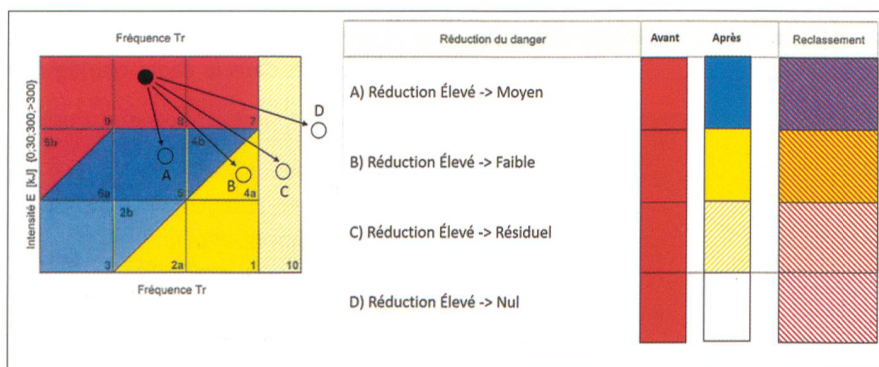 Fréquence Tr
Intensité E [kJ] {0,30,300,>300}
9 8 7
6b 4b
A B C D
6a 5 4a
2b
3 2a 1 10
Fréquence Tr
Réduction du danger Avant Après Reclassement
A) Réduction Élevé -> Moyen
B) Réduction Élevé -> Faible
C) Réduction Élevé -> Résiduel
D) Réduction Élevé -> Nul